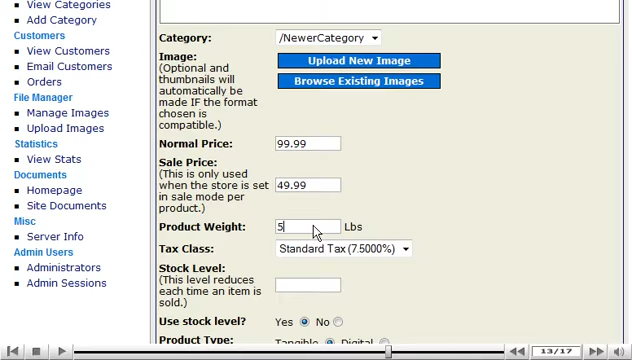 View Categories
Add Category
Customers
View Customers
Email Customers
Orders
File Manager
Manage Images
Upload Images
Statistics
View Stats
Documents
Homepage
Site Documents
Misc
Server Info
Admin Users
Administrators
Admin Sessions
Category: /NewerCategory
Image: Upload New Image
(Optional and Browse Existing Images
thumbnails will
automatically be
made IF the format
chosen is
compatible.)
Normal Price: 99.99
Sale Price:
(This is only used
when the store is set 49.99
in sale mode per
product.)
Product Weight: 5 Lbs
Tax Class: Standard Tax (7.5000%)
Stock Level:
(This level reduces
each time an item is
sold.)
Use stock level? Yes No
Product Type: Tangible Digital
13/17